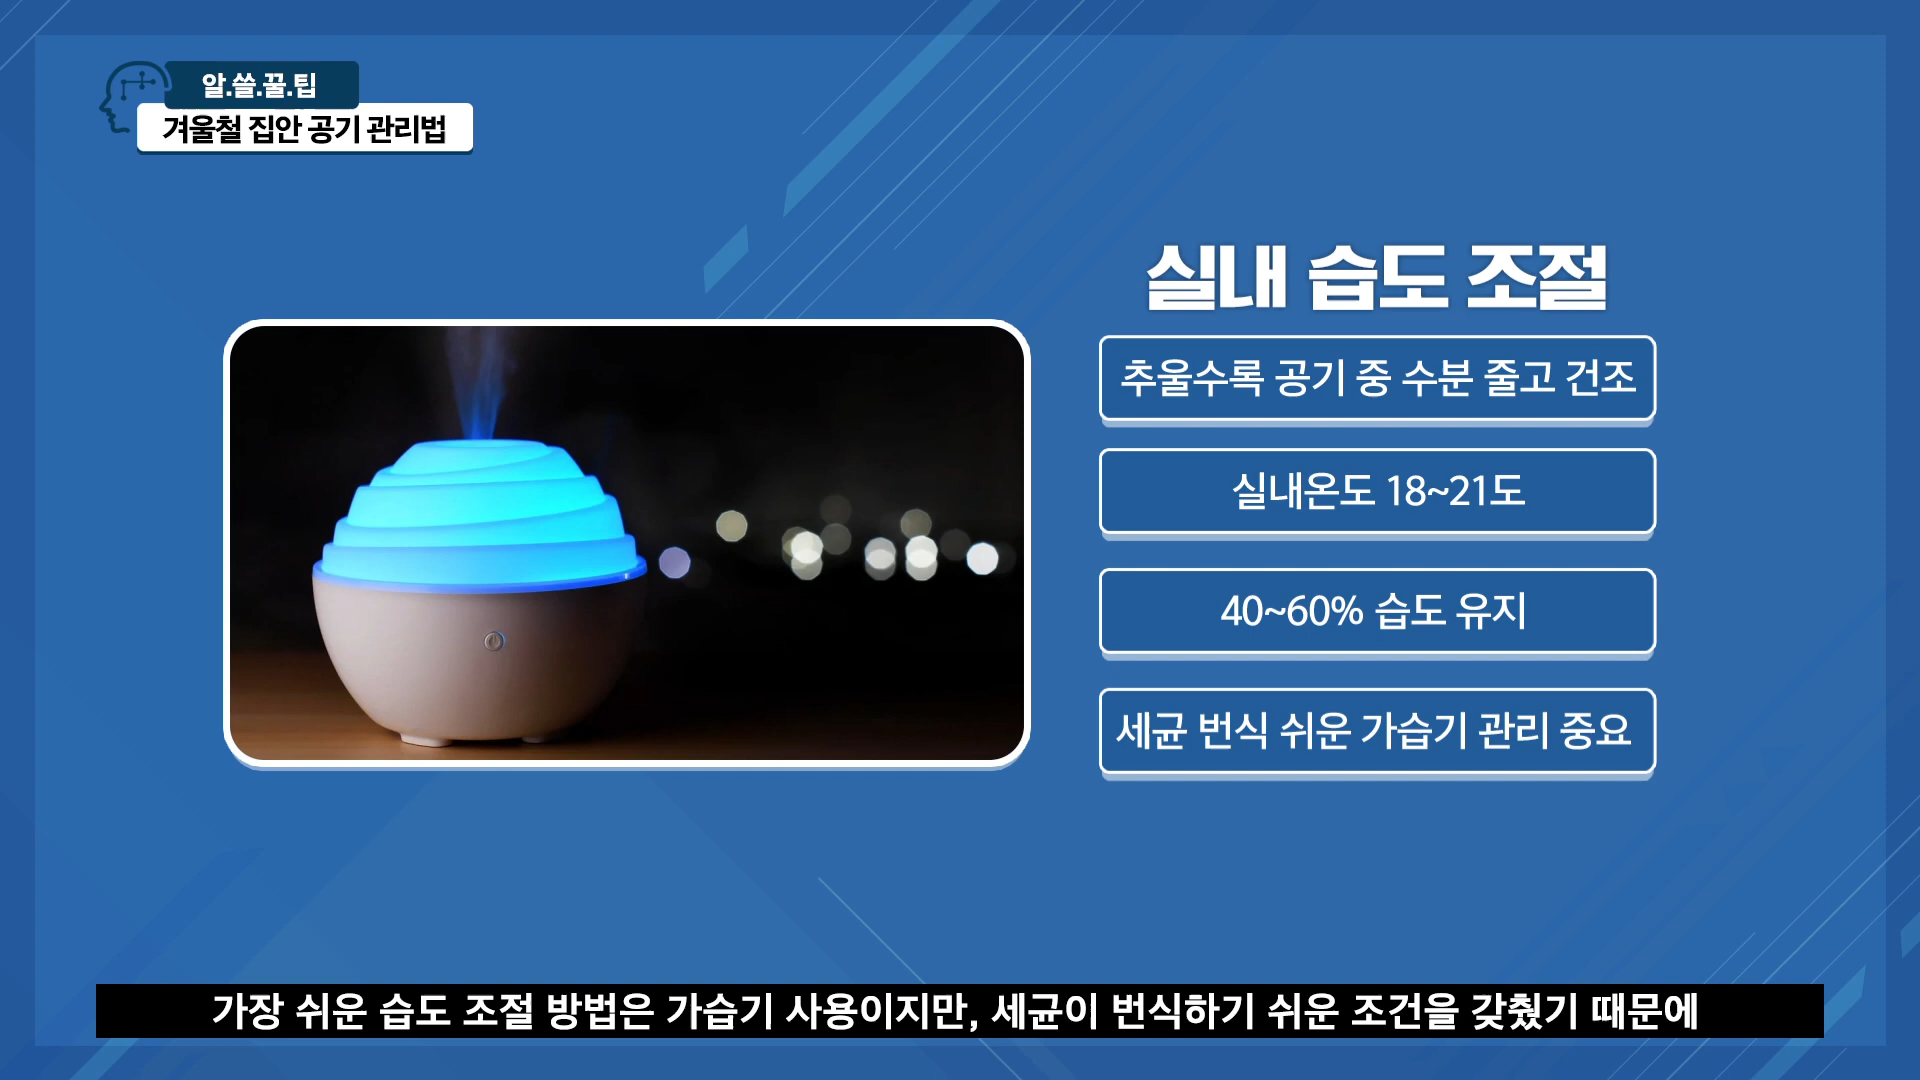 알.쓸.꿀.팁
겨울철 집안 공기 관리법
실내 습도 조절
추울수록 공기 중 수분 줄고 건조
실내온도 18~21도
40~60% 습도 유지
세균 번식 쉬운 가습기 관리 중요
가장 쉬운 습도 조절 방법은 가습기 사용이지만, 세균이 번식하기 쉬운 조건을 갖췄기 때문에